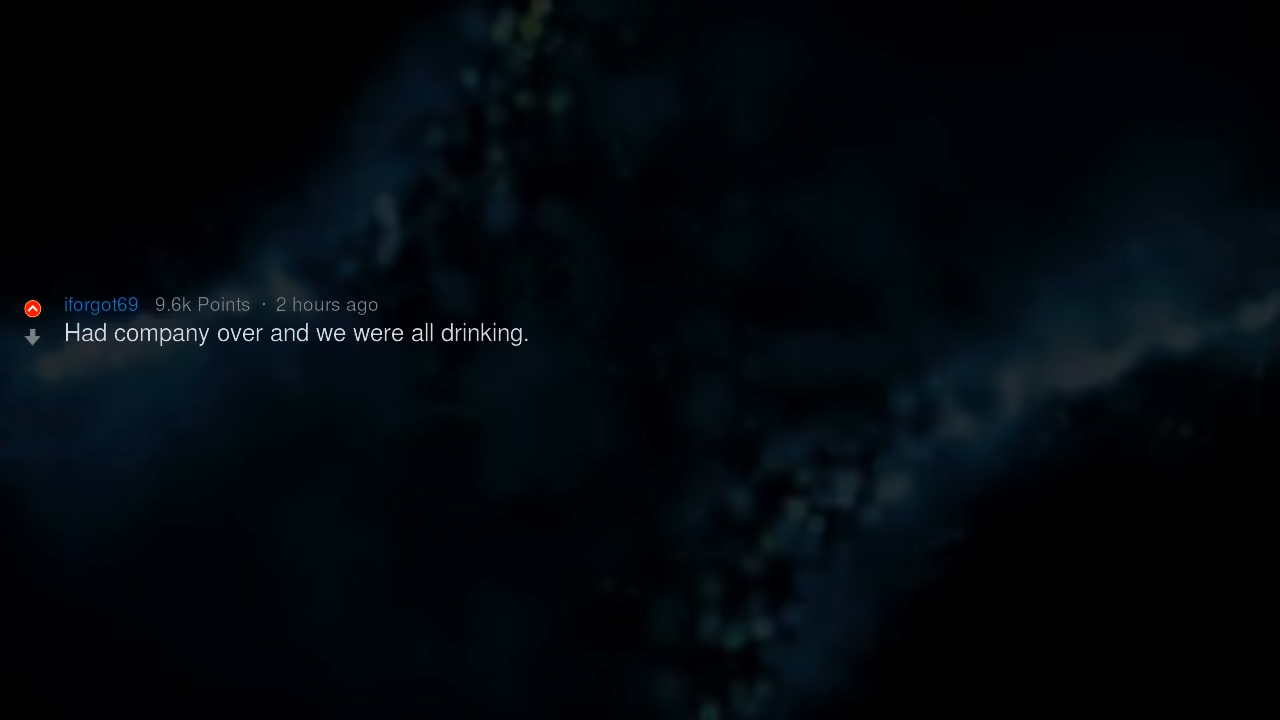 iforgot69 9.6k Points · 2 hours ago
Had company over and we were all drinking.